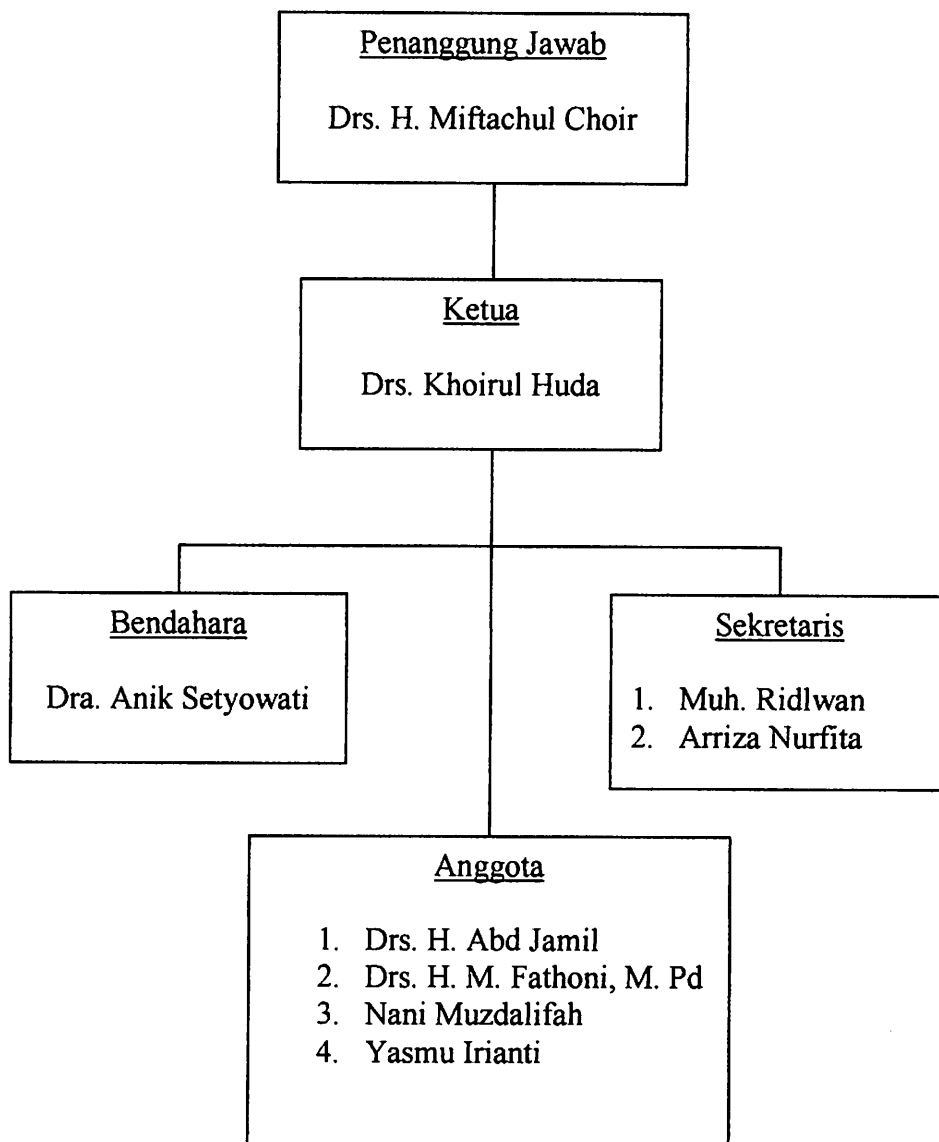 Penanggung Jawab
Drs. H. Miftachul Choir
Ketua
Drs. Khoirul Huda
Bendahara
Dra. Anik Setyowati
Sekretaris
1. Muh. Ridlwan
2. Arriza Nurfita
Anggota
1. Drs. H. Abd Jamil
2. Drs. H. M. Fathoni, M. Pd
3. Nani Muzdalifah
4. Yasmu Irianti